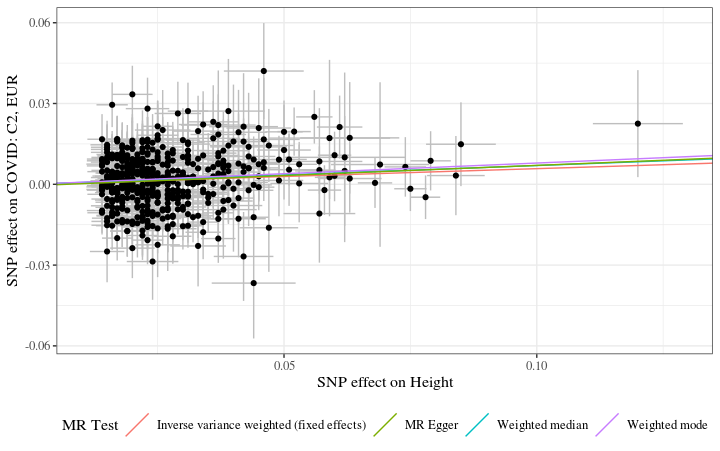 0.06
0.03
0.00
-0.03
-0.06
SNP effect on COVID: C2, EUR
0.05
0.10
SNP effect on Height
MR Test
Inverse variance weighted (fixed effects)
MR Egger
Weighted median
Weighted mode